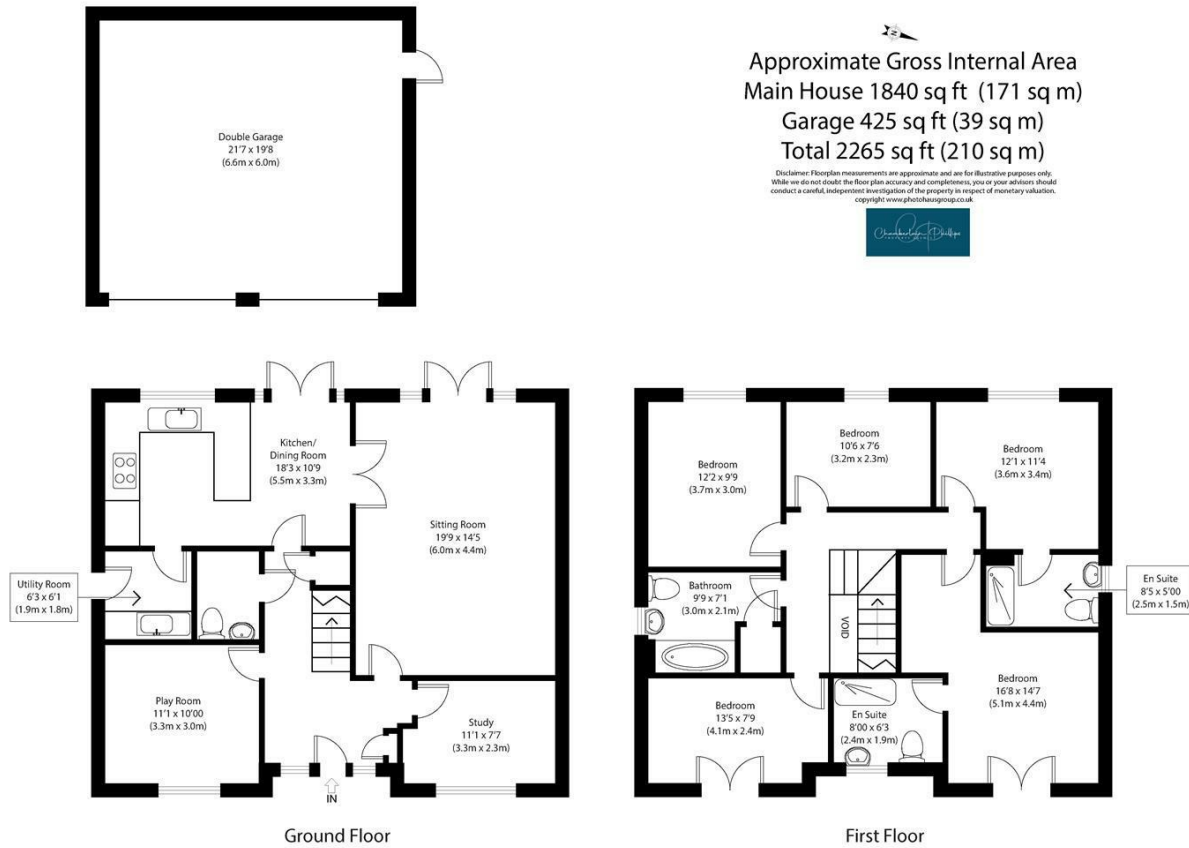 Double Garage
21'7 x 19'8
(6.6m x 6.0m)
N
Approximate Gross Internal Area
Main House 1840 sq ft (171 sq m)
Garage 425 sq ft (39 sq m)
Total 2265 sq ft (210 sq m)
Disclaimer: Floorplan measurements are approximate and are for illustrative purposes only.
While we do not doubt the floor plan accuracy and completeness, you or your advisors should
conduct a careful, independent investigation of the property in respect of monetary valuation.
copyright www.photohausgroup.co.uk
Chamberlain Phillips
Kitchen/
Dining Room
18'3 x 10'9
(5.5m x 3.3m)
Sitting Room
19'9 x 14'5
(6.0m x 4.4m)
Utility Room
6'3 x 6'1
(1.9m x 1.8m)
Play Room
11'1 x 10'00
(3.3m x 3.0m)
Study
11'1 x 7'7
(3.3m x 2.3m)
IN
Ground Floor
Bedroom
12'2 x 9'9
(3.7m x 3.0m)
Bedroom
10'6 x 7'6
(3.2m x 2.3m)
Bedroom
12'1 x 11'4
(3.6m x 3.4m)
Bathroom
9'9 x 7'1
(3.0m x 2.1m)
VOID
En Suite
8'5 x 5'00
(2.5m x 1.5m)
Bedroom
13'5 x 7'9
(4.1m x 2.4m)
En Suite
8'00 x 6'3
(2.4m x 1.9m)
Bedroom
16'8 x 14'7
(5.1m x 4.4m)
First Floor